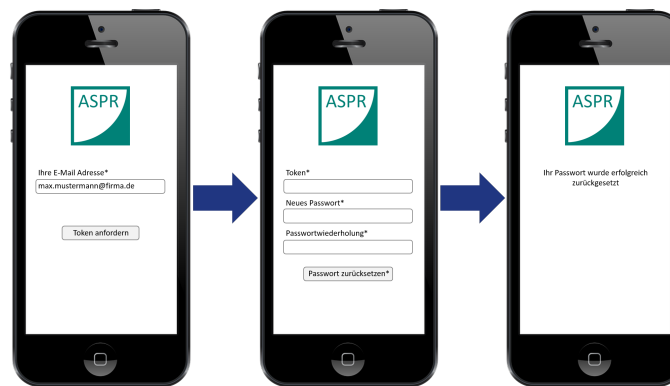 ASPR
Ihre E-Mail Adresse*
max.mustermann@firma.de
Token anfordern
ASPR
Token*
Neues Passwort*
Passwortwiederholung*
Passwort zurücksetzen*
ASPR
Ihr Passwort wurde erfolgreich
zurückgesetzt